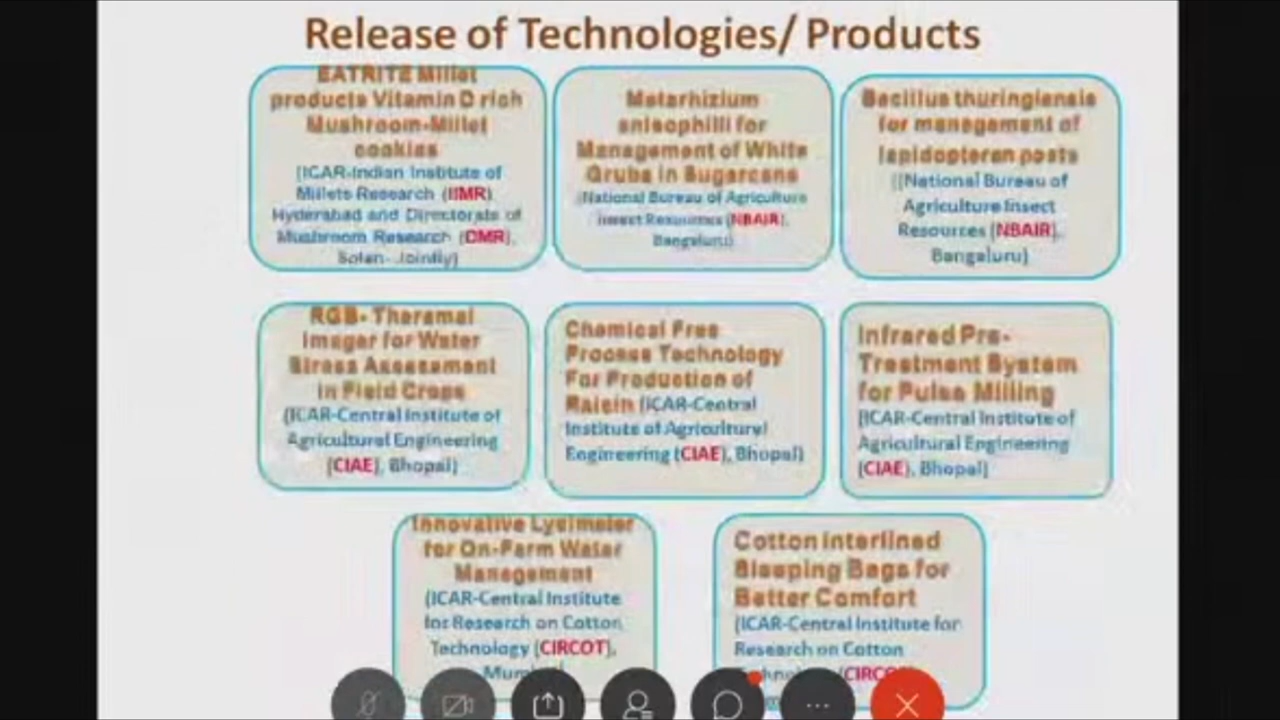 Release of Technologies/ Products
EATRITE Millet
products Vitamin D rich
Mushroom-Millet
cookies
(ICAR-Indian Institute of
Millets Research (IIMR)
Hyderabad and Directorate of
Mushroom Research (DMR),
Solan- Jointly)
Metarhizium
anisophilli for
Management of White
Grubs in Sugarcane
(National Bureau of Agriculture
Insect Resources (NBAIR),
Bangaluru)
Bacillus thuringiensis
for management of
lepidopteran pests
((National Bureau of
Agriculture Insect
Resources (NBAIR),
Bangaluru)
RGB- Theramal
Imager for Water
Stress Assessment
in Field Crops
(ICAR-Central Institute of
Agricultural Engineering
(CIAE), Bhopal)
Chemical Free
Process Technology
For Production of
(ICAR-Central
Institute of Agricultural
Engineering (CIAE), Bhopal)
Infrared Pre-
Treatment System
for Pulse Milling
(ICAR-Central Institute of
Agricultural Engineering
(CIAE), Bhopal)
Innovative Lysimeter
for On-Farm Water
Management
(ICAR-Central Institute
for Research on Cotton
Technology (CIRCOT),
Cotton Interlined
Sleeping Bags for
Better Comfort
(ICAR-Central Institute for
Research on Cotton